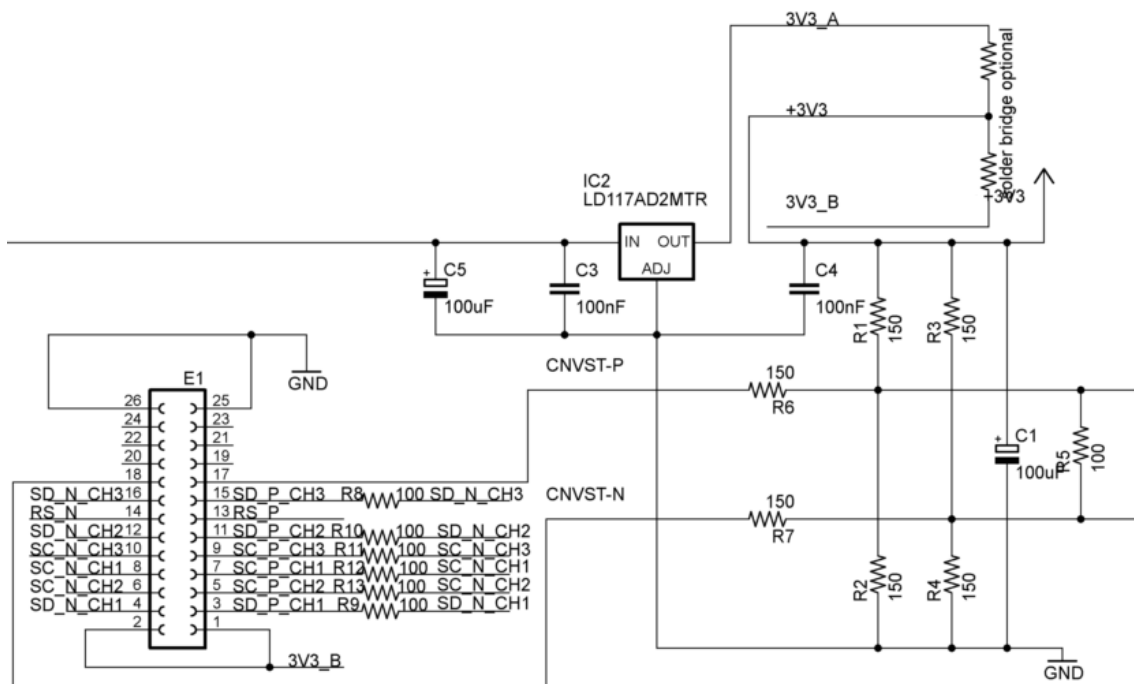 3V3_A
solder bridge optional
+3V3
+3V3
3V3_B
IC2
LD117AD2MTR
IN OUT
ADJ
+ C5
100uF
C3
100nF
C4
100nF
R1
150
R3
150
GND
CNVST-P
150
R6
E1
26 25
24 23
22 21
20 19
18 17
+ C1
100uF
R5
100
SD_N_CH3 16 15 SD_P_CH3 R8 100 SD_N_CH3
RS_N 14 13 RS_P
SD_N_CH2 12 11 SD_P_CH2 R10 100 SD_N_CH2
SC_N_CH3 10 9 SC_P_CH3 R11 100 SC_N_CH3
SC_N_CH1 8 7 SC_P_CH1 R12 100 SC_N_CH1
SC_N_CH2 6 5 SC_P_CH2 R13 100 SC_N_CH2
SD_N_CH1 4 3 SD_P_CH1 R9 100 SD_N_CH1
2 1
3V3_B
CNVST-N
150
R7
R2
150
R4
150
GND